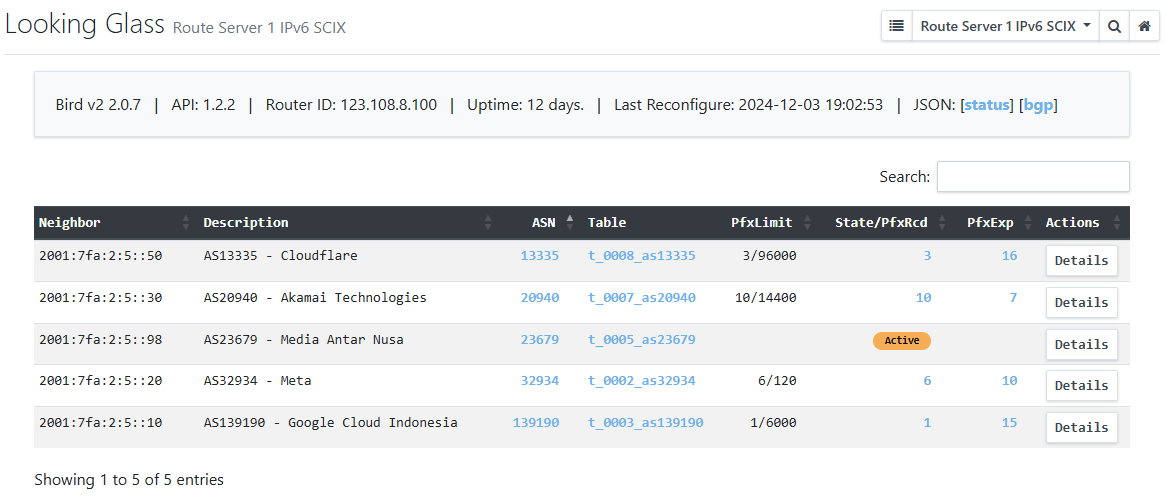 Looking Glass Route Server 1 IPv6 SCIX
Route Server 1 IPv6 SCIX
Bird v2 2.0.7 | API: 1.2.2 | Router ID: 123.108.8.100 | Uptime: 12 days. | Last Reconfigure: 2024-12-03 19:02:53 | JSON: [status] [bgp]
Search:
Neighbor Description ASN Table PfxLimit State/PfxRcd PfxExp Actions
2001:7fa:2:5::50 AS13335 - Cloudflare 13335 t_0008_as13335 3/96000 3 16 Details
2001:7fa:2:5::30 AS20940 - Akamai Technologies 20940 t_0007_as20940 10/14400 10 7 Details
2001:7fa:2:5::98 AS23679 - Media Antar Nusa 23679 t_0005_as23679 Active Details
2001:7fa:2:5::20 AS32934 - Meta 32934 t_0002_as32934 6/120 6 10 Details
2001:7fa:2:5::10 AS139190 - Google Cloud Indonesia 139190 t_0003_as139190 1/6000 1 15 Details
Showing 1 to 5 of 5 entries